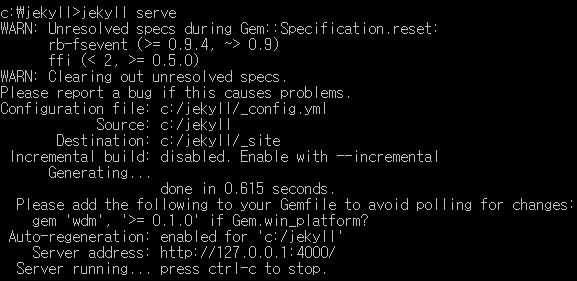 c:₩jekyll>jekyll serve
WARN: Unresolved specs during Gem::Specification.reset:
rb-fsevent (>= 0.9.4, ~> 0.9)
ffi (< 2, >= 0.5.0)
WARN: Clearing out unresolved specs.
Please report a bug if this causes problems.
Configuration file: c:/jekyll/_config.yml
Source: c:/jekyll
Destination: c:/jekyll/_site
Incremental build: disabled. Enable with --incremental
Generating...
done in 0.615 seconds.
Please add the following to your Gemfile to avoid polling for changes:
gem 'wdm', '>= 0.1.0' if Gem.win_platform?
Auto-regeneration: enabled for 'c:/jekyll'
Server address: http://127.0.0.1:4000/
Server running... press ctrl-c to stop.